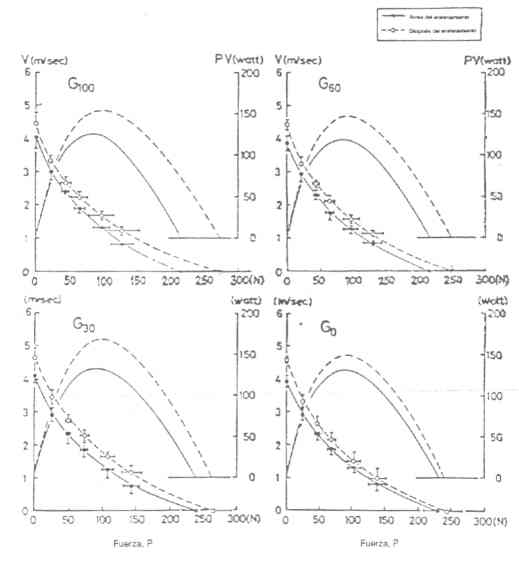 Antes del entrenamiento
Después del entrenamiento
V(m/sec) PV(watt) V(m/sec) PV(watt)
6 200 6 200
G100 G60
5 150 5 150
4 4
3 100 3 100
2 50 2 50
1 0 1 0
0
0 50 100 150 200 250 300(N) 0 50 100 150 200 250 300(N)
(m/sec) (watt) (m/sec) (watt)
6 200 6 200
G30 G0
5 150 5 150
4 4
3 100 3 100
2 50 2 50
1 0 1 0
0 0
0 50 100 150 200 250 300(N) 0 50 100 150 200 250 300(N)
Fuerza, P Fuerza, P